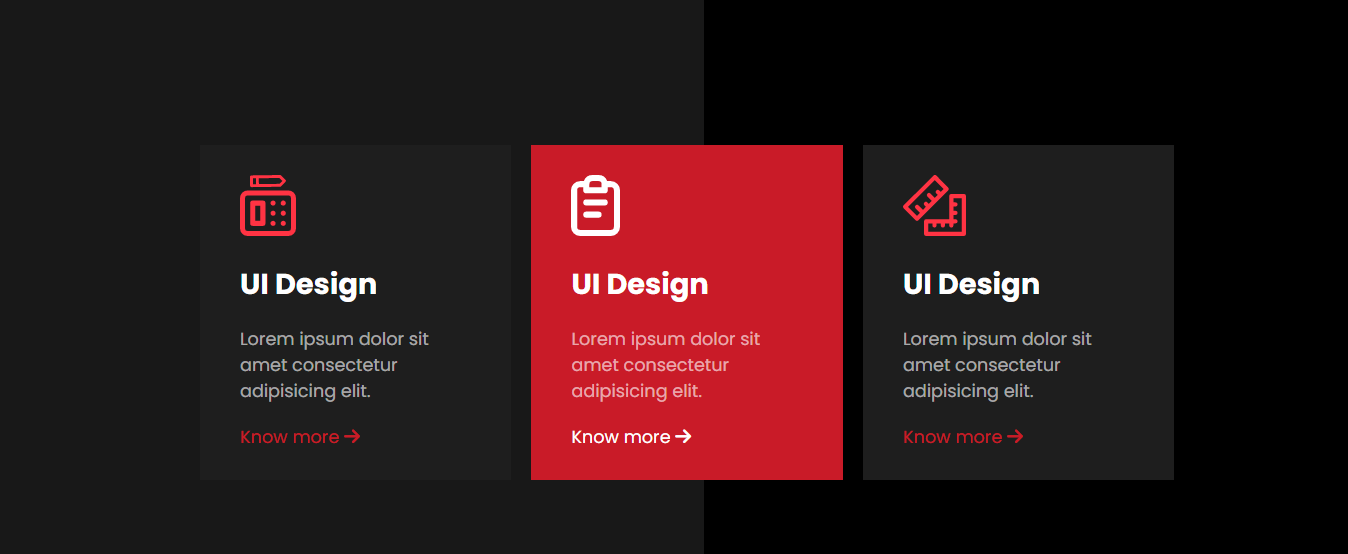 UI Design
Lorem ipsum dolor sit
amet consectetur
adipisicing elit.
Know more
UI Design
Lorem ipsum dolor sit
amet consectetur
adipisicing elit.
Know more
UI Design
Lorem ipsum dolor sit
amet consectetur
adipisicing elit.
Know more